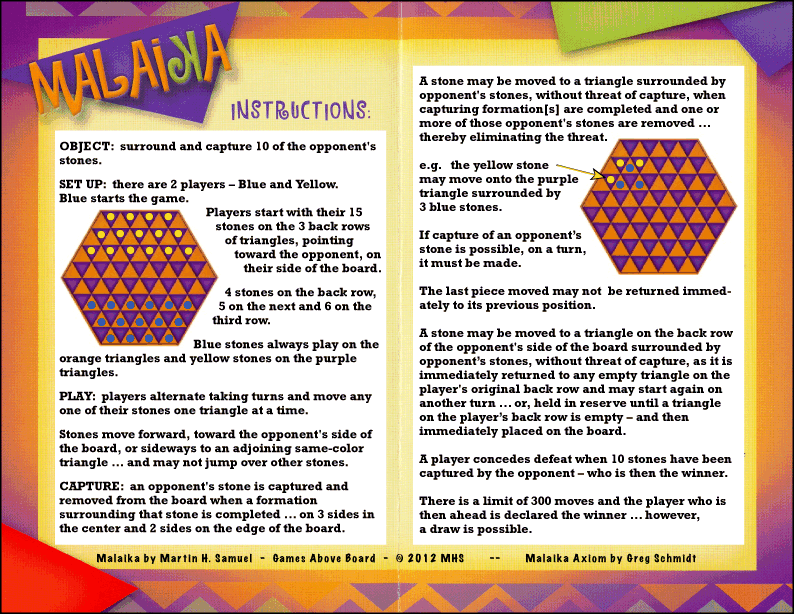 MALAiKA
INSTRUCTIONS:
OBJECT: surround and capture 10 of the opponent's
stones.
SET UP: there are 2 players – Blue and Yellow.
Blue starts the game.
Players start with their 15
stones on the 3 back rows
of triangles, pointing
toward the opponent, on
their side of the board.
4 stones on the back row,
5 on the next and 6 on the
third row.
Blue stones always play on the
orange triangles and yellow stones on the purple
triangles.
PLAY: players alternate taking turns and move any
one of their stones one triangle at a time.
Stones move forward, toward the opponent's side of
the board, or sideways to an adjoining same-color
triangle ... and may not jump over other stones.
CAPTURE: an opponent's stone is captured and
removed from the board when a formation
surrounding that stone is completed ... on 3 sides in
the center and 2 sides on the edge of the board.
A stone may be moved to a triangle surrounded by
opponent's stones, without threat of capture, when
capturing formation[s] are completed and one or
more of those opponent's stones are removed ...
thereby eliminating the threat.
e.g. the yellow stone
may move onto the purple
triangle surrounded by
3 blue stones.
If capture of an opponent's
stone is possible, on a turn,
it must be made.
The last piece moved may not be returned immed-
ately to its previous position.
A stone may be moved to a triangle on the back row
of the opponent's side of the board surrounded by
opponent's stones, without threat of capture, as it is
immediately returned to any empty triangle on the
player's original back row and may start again on
another turn ... or, held in reserve until a triangle
on the player's back row is empty – and then
immediately placed on the board.
A player concedes defeat when 10 stones have been
captured by the opponent – who is then the winner.
There is a limit of 300 moves and the player who is
then ahead is declared the winner ... however,
a draw is possible.
Malaika by Martin H. Samuel - Games Above Board - © 2012 MHS -- Malaika Axiom by Greg Schmidt